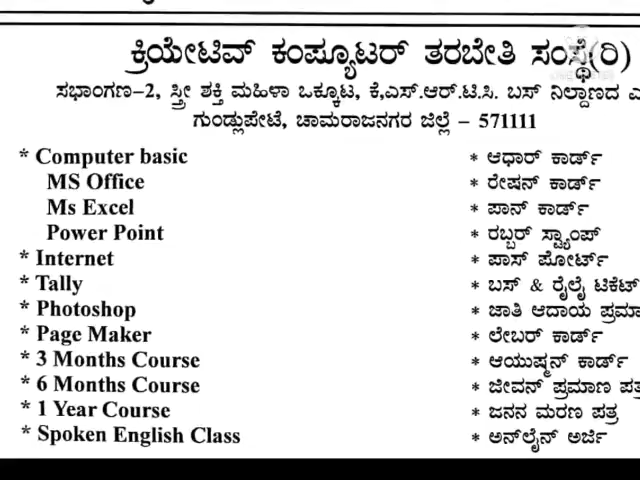 ಕ್ರಿಯೇಟಿವ್ ಕಂಪ್ಯೂಟರ್ ತರಬೇತಿ ಸಂಸ್ಥೆ(ರಿ)
ಸಭಾಂಗಣ-2, ಸ್ತ್ರೀ ಶಕ್ತಿ ಮಹಿಳಾ ಒಕ್ಕೂಟ, ಕೆ,ಎಸ್.ಆರ್.ಟಿ.ಸಿ. ಬಸ್ ನಿಲ್ದಾಣದ
ಗುಂಡ್ಲುಪೇಟೆ, ಚಾಮರಾಜನಗರ ಜಿಲ್ಲೆ - 571111
* Computer basic
MS Office
Ms Excel
Power Point
* Internet
* Tally
* Photoshop
* Page Maker
* 3 Months Course
* 6 Months Course
* 1 Year Course
* Spoken English Class
* ಆಧಾರ್ ಕಾರ್ಡ್
* ರೇಷನ್ ಕಾರ್ಡ್
* ಪಾನ್ ಕಾರ್ಡ್
* ರಬ್ಬರ್ ಸ್ಟ್ಯಾಂಪ್
* ಪಾಸ್ ಪೋರ್ಟ್
* ಬಸ್ & ರೈಲೈ ಟಿಕೆಟ್
* ಜಾತಿ ಆದಾಯ ಪ್ರಮಾ
* ಲೇಬರ್ ಕಾರ್ಡ್
* ಆಯುಷ್ಮನ್ ಕಾರ್ಡ್
* ಜೀವನ್ ಪ್ರಮಾಣ ಪತ್ರ
* ಜನನ ಮರಣ ಪತ್ರ
* ಅನ್‌ಲೈನ್ ಅರ್ಜಿ